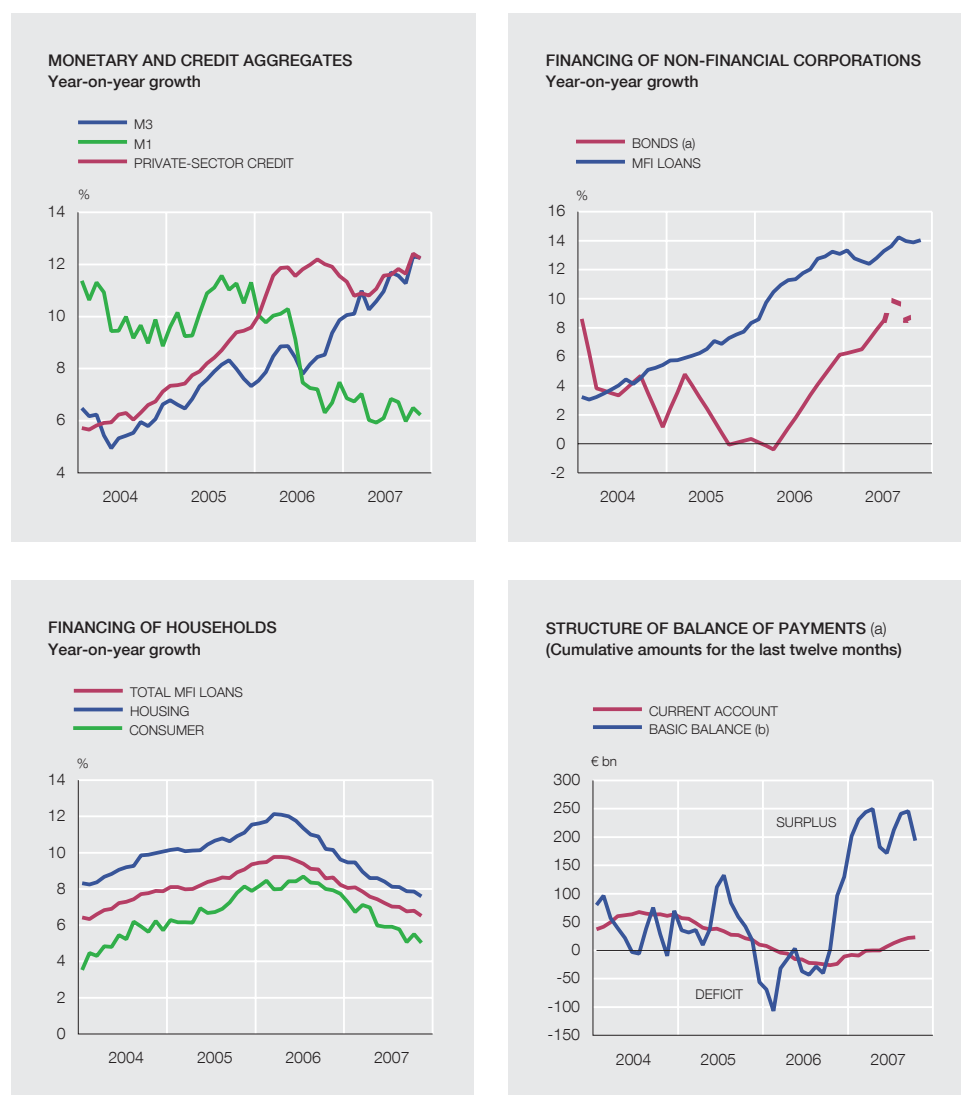 MONETARY AND CREDIT AGGREGATES
Year-on-year growth
M3
M1
PRIVATE-SECTOR CREDIT
%
14
12
10
8
6
4
2004 2005 2006 2007
FINANCING OF NON-FINANCIAL CORPORATIONS
Year-on-year growth
BONDS (a)
MFI LOANS
%
16
14
12
10
8
6
4
2
0
-2
2004 2005 2006 2007
FINANCING OF HOUSEHOLDS
Year-on-year growth
TOTAL MFI LOANS
HOUSING
CONSUMER
%
14
12
10
8
6
4
2
0
2004 2005 2006 2007
STRUCTURE OF BALANCE OF PAYMENTS (a)
(Cumulative amounts for the last twelve months)
CURRENT ACCOUNT
BASIC BALANCE (b)
€ bn
300
250
200
150
100
50
0
-50
-100
-150
SURPLUS
DEFICIT
2004 2005 2006 2007